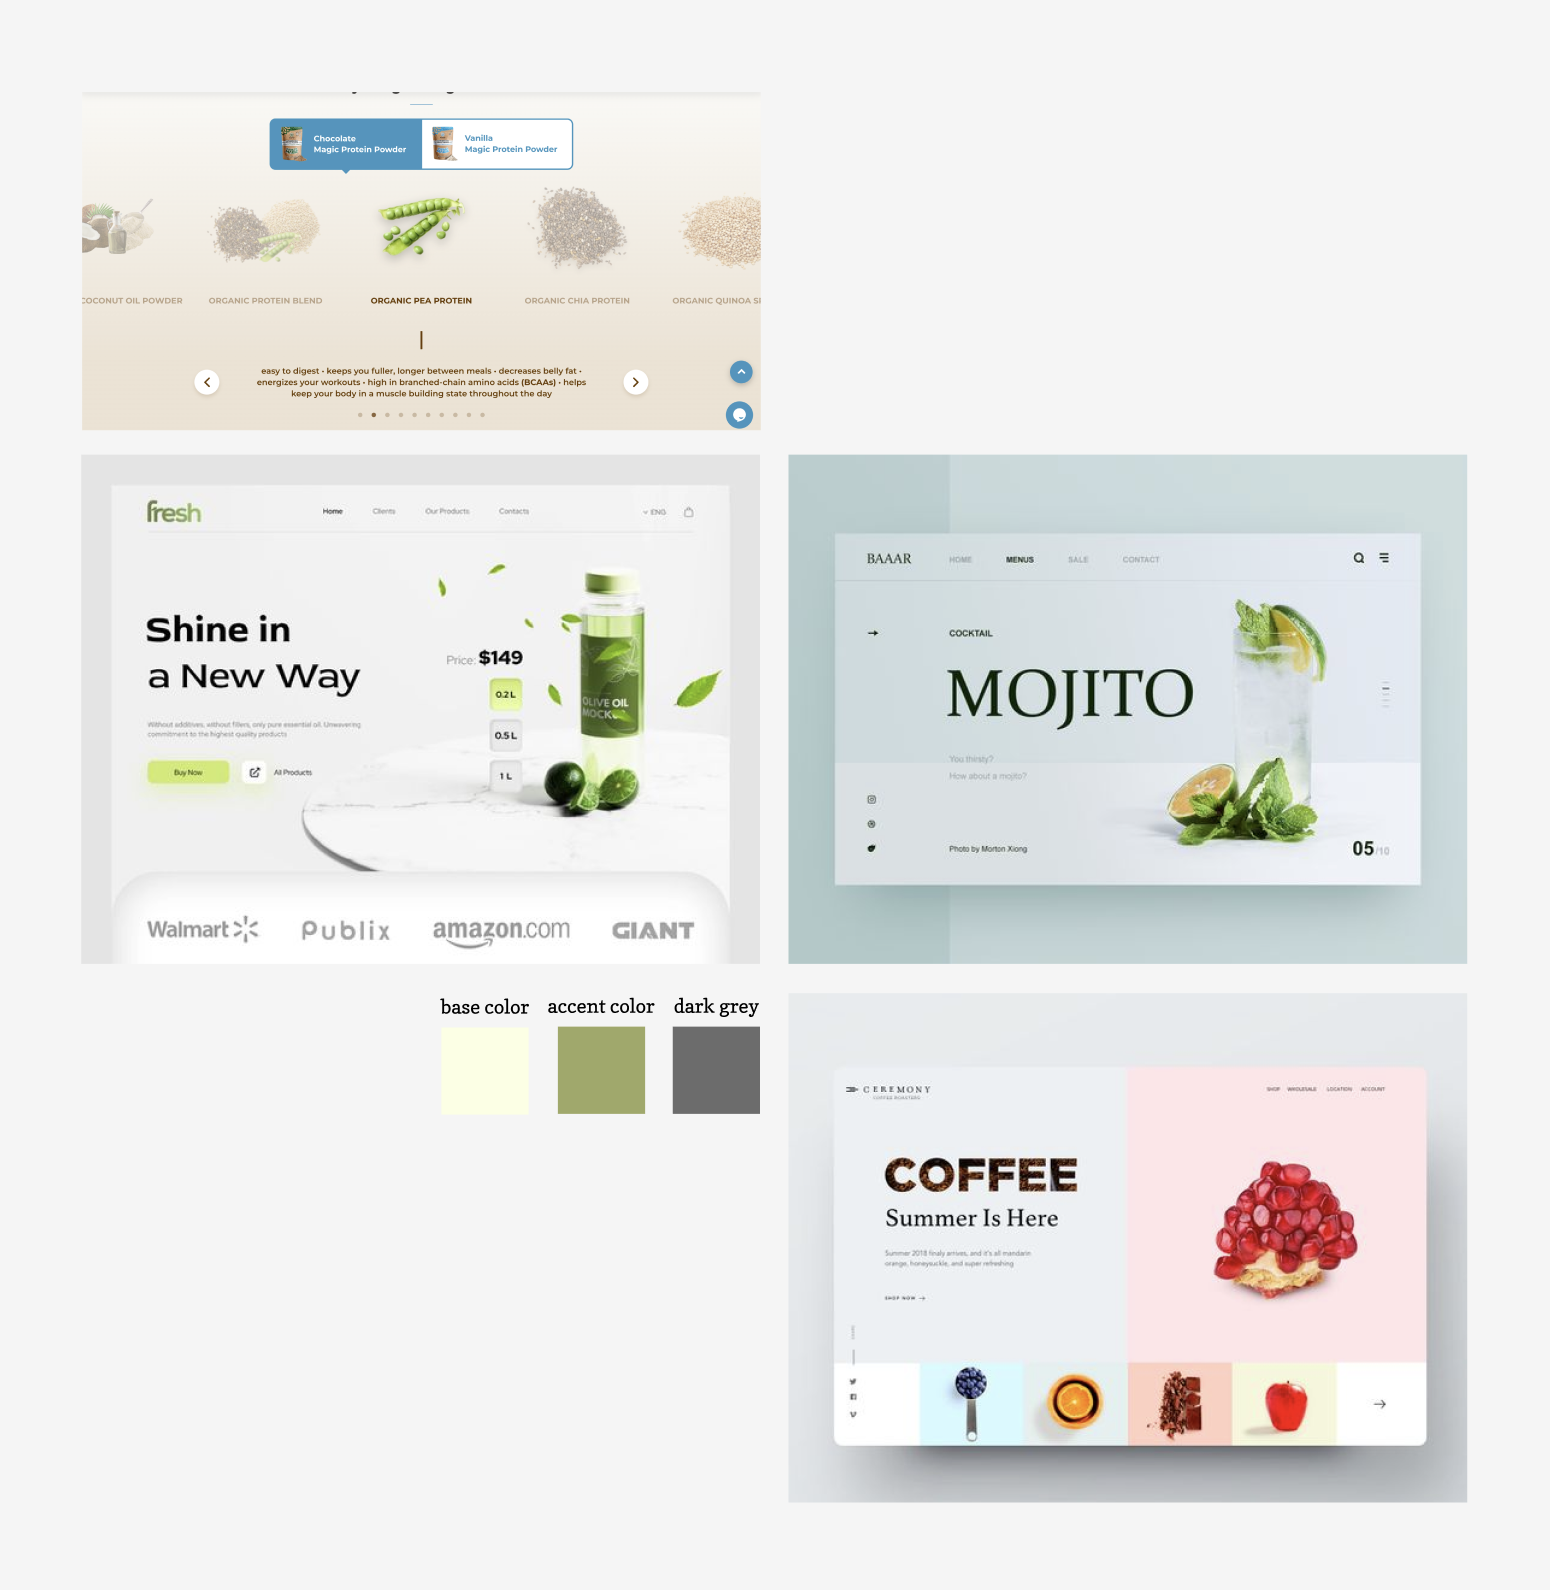 Chocolate
Magic Protein Powder
Vanilla
Magic Protein Powder
COCONUT OIL POWDER
ORGANIC PROTEIN BLEND
ORGANIC PEA PROTEIN
ORGANIC CHIA PROTEIN
ORGANIC QUINOA
easy to digest • keeps you fuller, longer between meals • decreases belly fat •
energizes your workouts • high in branched-chain amino acids (BCAAs) • helps
keep your body in a muscle building state throughout the day
fresh
Home
Clients
Our Products
Contacts
ENG
Shine in
a New Way
Price: $149
0.2 L
0.5 L
1 L
OLIVE OIL
Without additives, without fillers, only pure essential oil. Unwavering
commitment to the highest quality products
Buy Now
All Products
Walmart
Publix
amazon.com
GIANT
BAAAR
HOME
MENUS
SALE
CONTACT
COCKTAIL
MOJITO
You thirsty?
How about a mojito?
Photo by Morton Xiong
05/10
base color
accent color
dark grey
CEREMONY
COFFEE ROASTERS
SHOP
WHOLESALE
LOCATION
ACCOUNT
COFFEE
Summer Is Here
Summer 2018 finaly arrives, and it's all mandarin
orange, honeysuckle, and super refreshing
SHOP NOW →